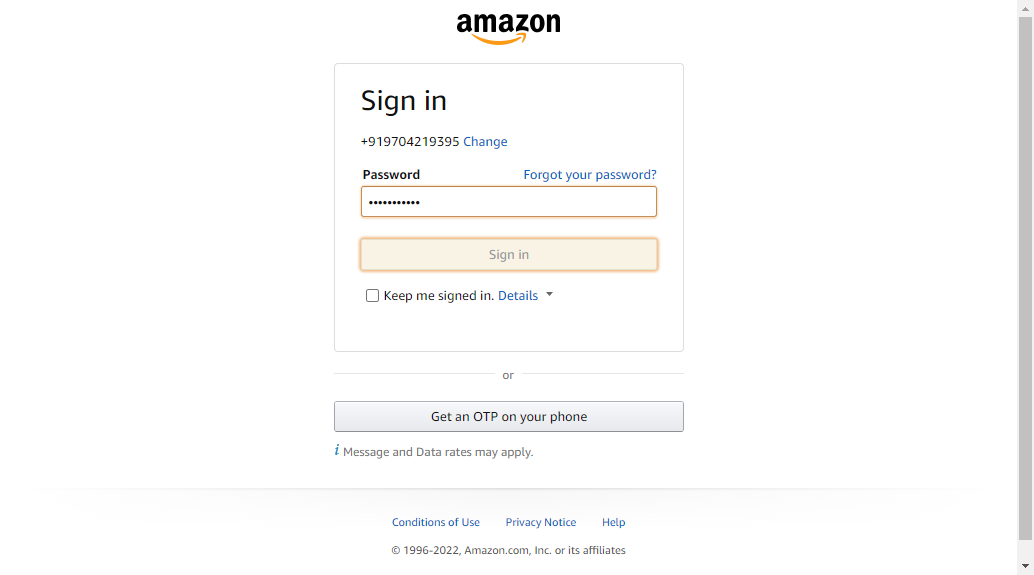 amazon
Sign in
+919704219395 Change
Password Forgot your password?
•••••••••••
Sign in
Keep me signed in. Details
or
Get an OTP on your phone
i Message and Data rates may apply.
Conditions of Use Privacy Notice Help
© 1996-2022, Amazon.com, Inc. or its affiliates